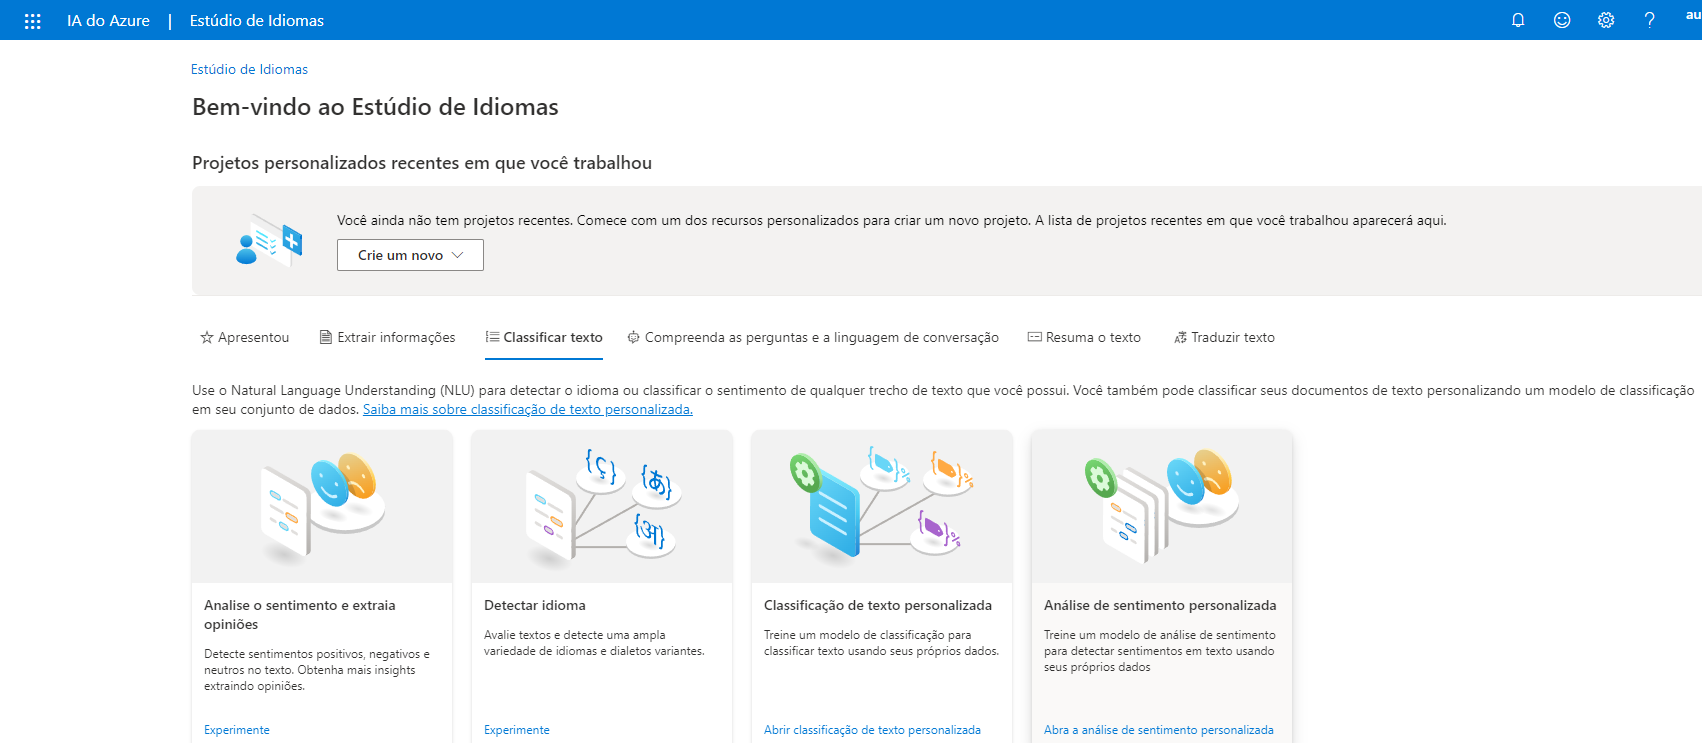 IA do Azure | Estúdio de Idiomas
Estúdio de Idiomas
Bem-vindo ao Estúdio de Idiomas
Projetos personalizados recentes em que você trabalhou
Você ainda não tem projetos recentes. Comece com um dos recursos personalizados para criar um novo projeto. A lista de projetos recentes em que você trabalhou aparecerá aqui.
Crie um novo
Apresentou
Extrair informações
Classificar texto
Compreenda as perguntas e a linguagem de conversação
Resuma o texto
Traduzir texto
Use o Natural Language Understanding (NLU) para detectar o idioma ou classificar o sentimento de qualquer trecho de texto que você possui. Você também pode classificar seus documentos de texto personalizando um modelo de classificação
em seu conjunto de dados. Saiba mais sobre classificação de texto personalizada.
{ç}
{あ}
{अ}
Analise o sentimento e extraia
opiniões
Detecte sentimentos positivos, negativos e
neutros no texto. Obtenha mais insights
extraindo opiniões.
Experimente
Detectar idioma
Avalie textos e detecte uma ampla
variedade de idiomas e dialetos variantes.
Experimente
Classificação de texto personalizada
Treine um modelo de classificação para
classificar texto usando seus próprios dados.
Abrir classificação de texto personalizada
Análise de sentimento personalizada
Treine um modelo de análise de sentimento
para detectar sentimentos em texto usando
seus próprios dados
Abra a análise de sentimento personalizada